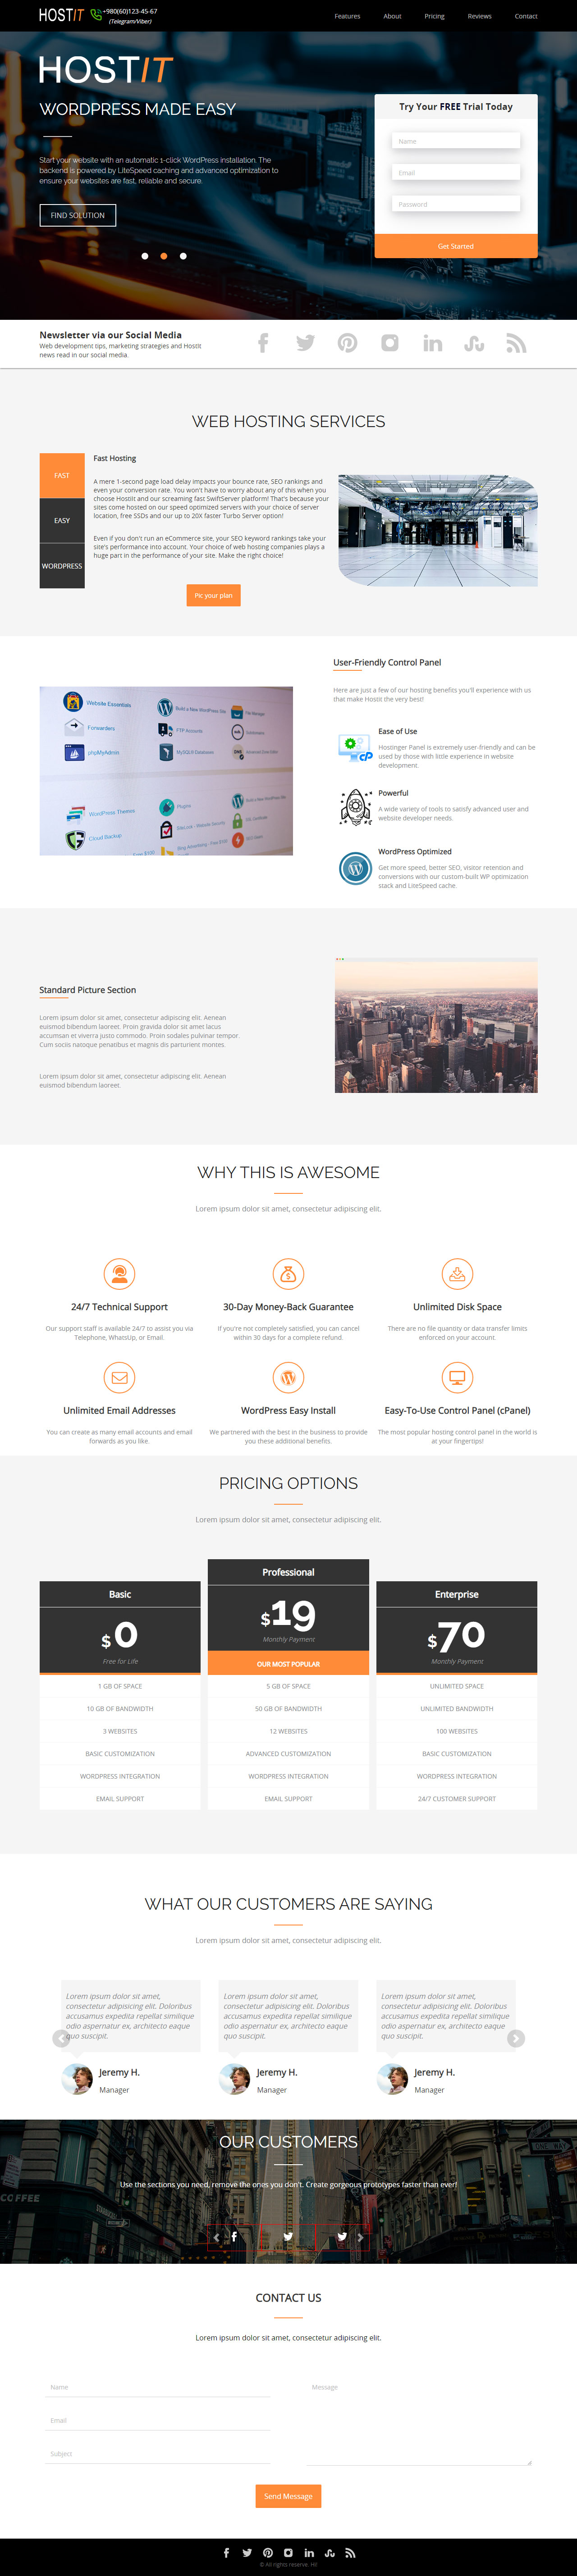 HOSTIT
+980(60)123-45-67
(Telegram/Viber)
Features
About
Pricing
Reviews
Contact
HOSTIT
WORDPRESS MADE EASY
Start your website with an automatic 1-click WordPress installation. The
backend is powered by LiteSpeed caching and advanced optimization to
ensure your websites are fast, reliable and secure.
FIND SOLUTION
Try Your FREE Trial Today
Name
Email
Password
Get Started
Newsletter via our Social Media
Web development tips, marketing strategies and Hostit
news read in our social media.
WEB HOSTING SERVICES
FAST
EASY
WORDPRESS
Fast Hosting
A mere 1-second page load delay impacts your bounce rate, SEO rankings and
even your conversion rate. You won't have to worry about any of this when you
choose HostiIt and our screaming fast SwiftServer platform! That's because your
sites come hosted on our speed optimized servers with your choice of server
location, free SSDs and our up to 20X faster Turbo Server option!
Even if you don't run an eCommerce site, your SEO keyword rankings take your
site's performance into account. Your choice of web hosting companies plays a
huge part in the performance of your site. Make the right choice!
Pic your plan
Website Essentials
Build a New WordPress Site
File Manager
Forwarders
FTP Accounts
phpMyAdmin
MySQL® Databases
WordPress Themes
Plugins
Cloud Backup
User-Friendly Control Panel
Here are just a few of our hosting benefits you'll experience with us
that make Hostit the very best!
Ease of Use
Hostinger Panel is extremely user-friendly and can be
used by those with little experience in website
development.
Powerful
A wide variety of tools to satisfy advanced user and
website developer needs.
WordPress Optimized
Get more speed, better SEO, visitor retention and
conversions with our custom-built WP optimization
stack and LiteSpeed cache.
Standard Picture Section
Lorem ipsum dolor sit amet, consectetur adipiscing elit. Aenean
euismod bibendum laoreet. Proin gravida dolor sit amet lacus
accumsan et viverra justo commodo. Proin sodales pulvinar tempor.
Cum sociis natoque penatibus et magnis dis parturient montes.
Lorem ipsum dolor sit amet, consectetur adipiscing elit. Aenean
euismod bibendum laoreet.
WHY THIS IS AWESOME
Lorem ipsum dolor sit amet, consectetur adipiscing elit.
24/7 Technical Support
Our support staff is available 24/7 to assist you via
Telephone, WhatsUp, or Email.
30-Day Money-Back Guarantee
If you're not completely satisfied, you can cancel
within 30 days for a complete refund.
Unlimited Disk Space
There are no file quantity or data transfer limits
enforced on your account.
Unlimited Email Addresses
You can create as many email accounts and email
forwards as you like.
WordPress Easy Install
We partnered with the best in the business to provide
you these additional benefits.
Easy-To-Use Control Panel (cPanel)
The most popular hosting control panel in the world is
at your fingertips!
PRICING OPTIONS
Lorem ipsum dolor sit amet, consectetur adipiscing elit.
Basic
$0
Free for Life
1 GB OF SPACE
10 GB OF BANDWIDTH
3 WEBSITES
BASIC CUSTOMIZATION
WORDPRESS INTEGRATION
EMAIL SUPPORT
Professional
$19
Monthly Payment
OUR MOST POPULAR
5 GB OF SPACE
50 GB OF BANDWIDTH
12 WEBSITES
ADVANCED CUSTOMIZATION
WORDPRESS INTEGRATION
EMAIL SUPPORT
Enterprise
$70
Monthly Payment
UNLIMITED SPACE
UNLIMITED BANDWIDTH
100 WEBSITES
BASIC CUSTOMIZATION
WORDPRESS INTEGRATION
24/7 CUSTOMER SUPPORT
WHAT OUR CUSTOMERS ARE SAYING
Lorem ipsum dolor sit amet, consectetur adipiscing elit.
Lorem ipsum dolor sit amet,
consectetur adipisicing elit. Doloribus
accusamus expedita repellat similique
odio aspernatur ex, architecto eaque
quo suscipit.
Jeremy H.
Manager
Lorem ipsum dolor sit amet,
consectetur adipisicing elit. Doloribus
accusamus expedita repellat similique
odio aspernatur ex, architecto eaque
quo suscipit.
Jeremy H.
Manager
Lorem ipsum dolor sit amet,
consectetur adipisicing elit. Doloribus
accusamus expedita repellat similique
odio aspernatur ex, architecto eaque
quo suscipit.
Jeremy H.
Manager
COFFEE
ONE WAY
OUR CUSTOMERS
Use the sections you need, remove the ones you don't. Create gorgeous prototypes faster than ever!
CONTACT US
Lorem ipsum dolor sit amet, consectetur adipiscing elit.
Name
Email
Subject
Message
Send Message
© All rights reserve. HI!